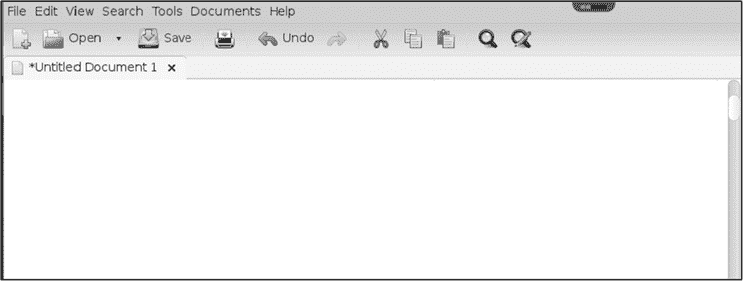 File Edit View Search Tools Documents Help
Open Save Undo
*Untitled Document 1